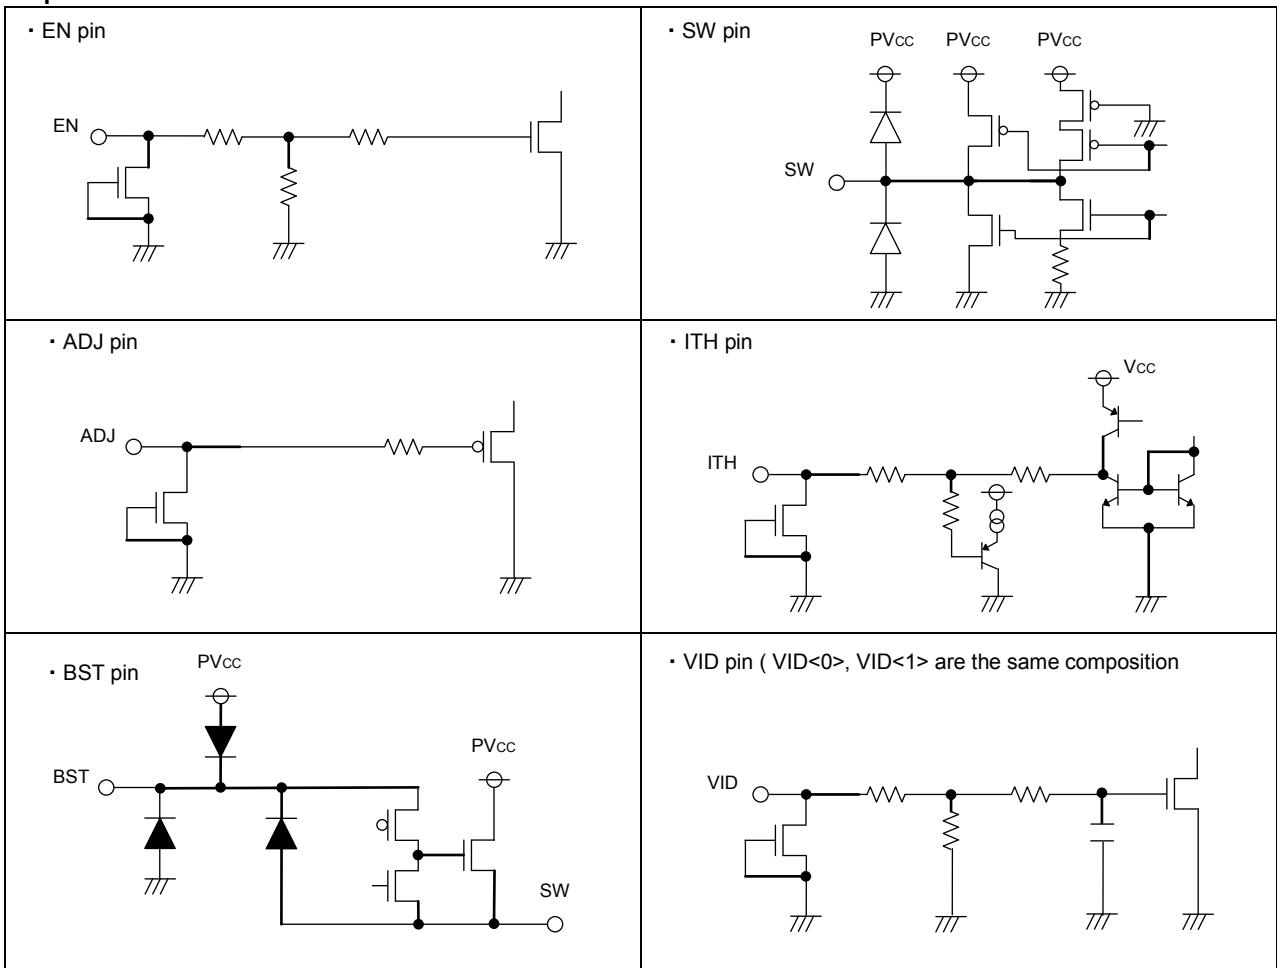 ・EN pin
EN
・SW pin
PVCC PVCC PVCC
SW
・ADJ pin
ADJ
・ITH pin
VCC
ITH
・BST pin
PVCC
PVCC
BST
SW
・VID pin ( VID<0>, VID<1> are the same composition
VID